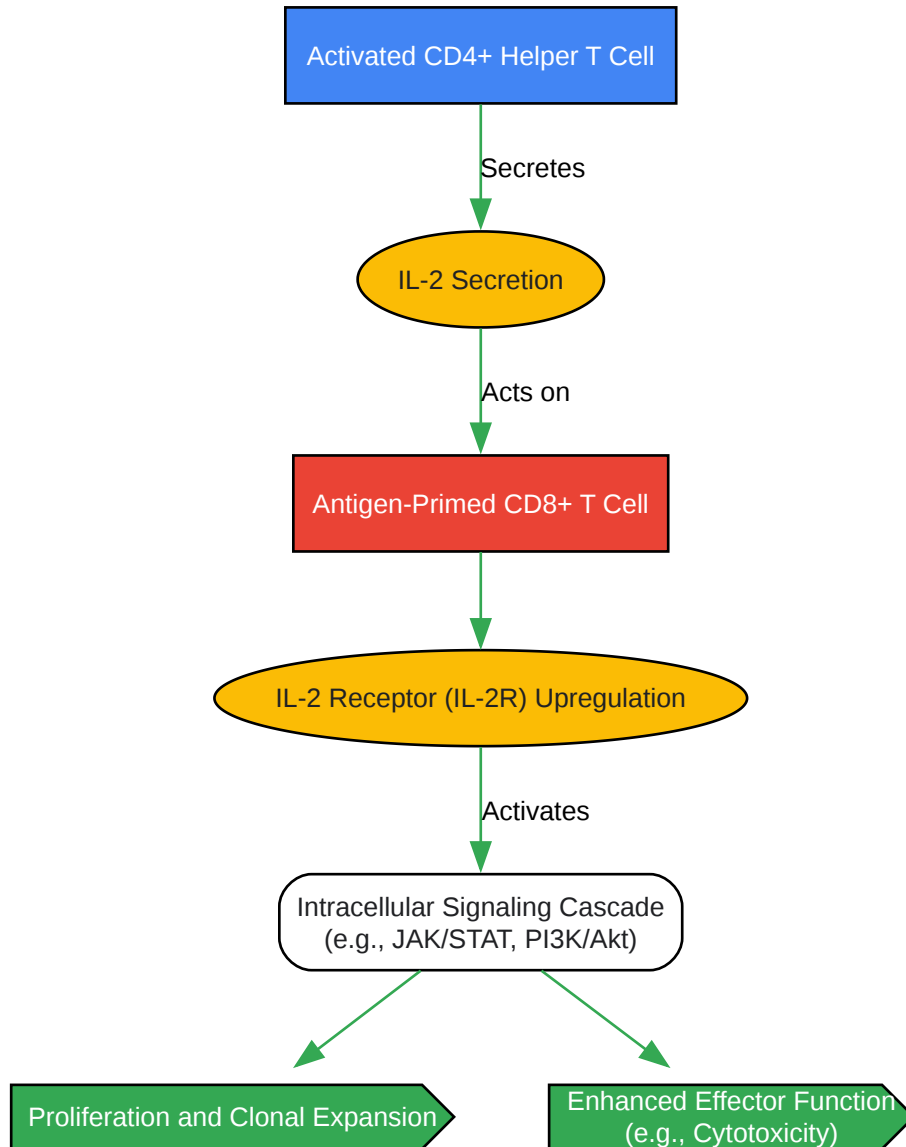 Activated CD4+ Helper T Cell
Secretes
IL-2 Secretion
Acts on
Antigen-Primed CD8+ T Cell
IL-2 Receptor (IL-2R) Upregulation
Activates
Intracellular Signaling Cascade
(e.g., JAK/STAT, PI3K/Akt)
Proliferation and Clonal Expansion
Enhanced Effector Function
(e.g., Cytotoxicity)